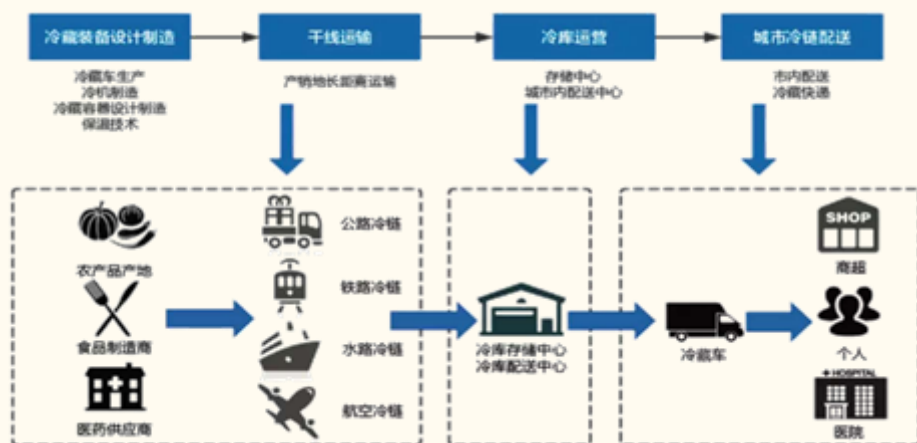 冷藏装备设计制造
干线运输
冷库运营
城市冷链配送
冷藏车生产
冷机制造
冷藏容器设计制造
保温技术
产销地长距离运输
存储中心
城市内配送中心
市内配送
冷藏快递
农产品产地
食品制造商
医药供应商
公路冷链
铁路冷链
水路冷链
航空冷链
冷库存储中心
冷库配送中心
冷藏车
SHOP
商超
个人
HOSPITAL
医院